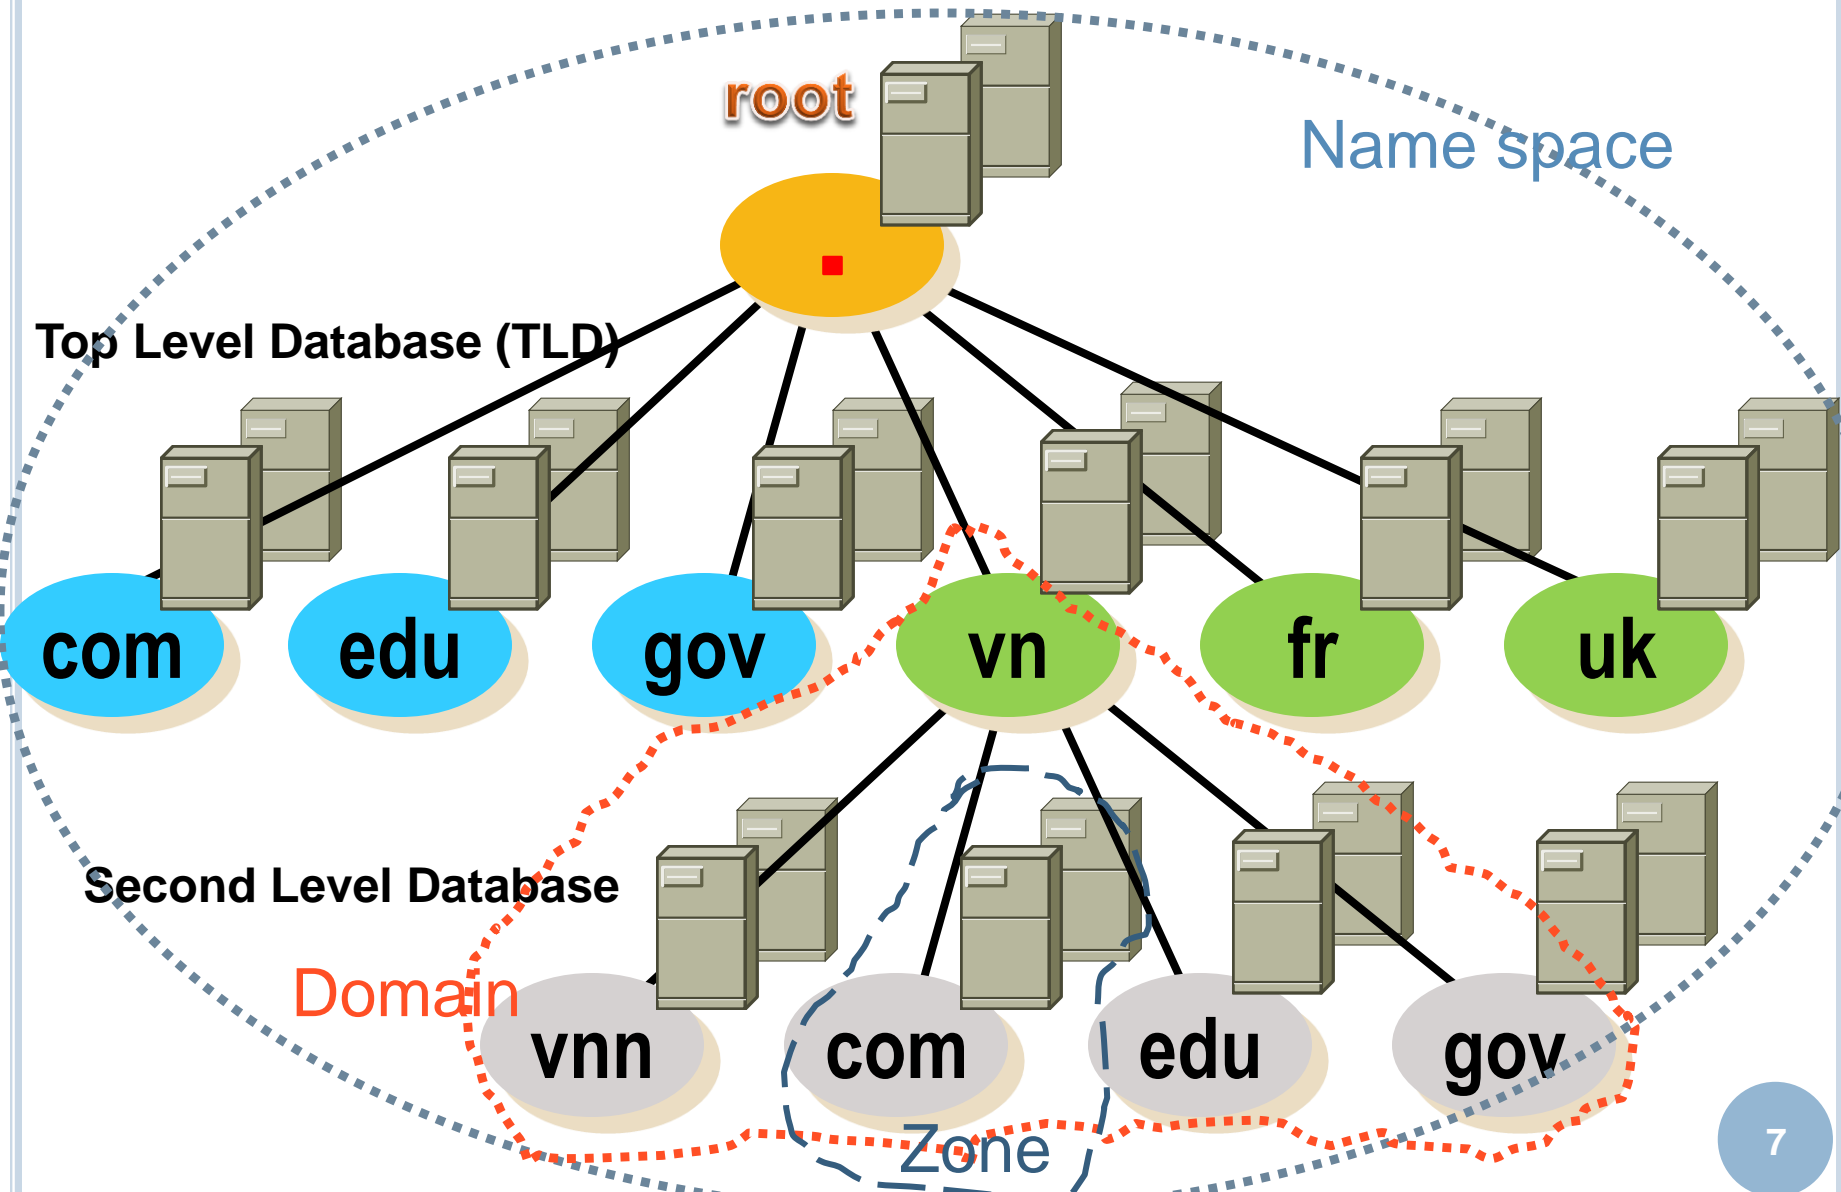 root
Name space
.
Top Level Database (TLD)
com edu gov vn fr uk
Second Level Database
Domain
vnn com edu gov
Zone
7